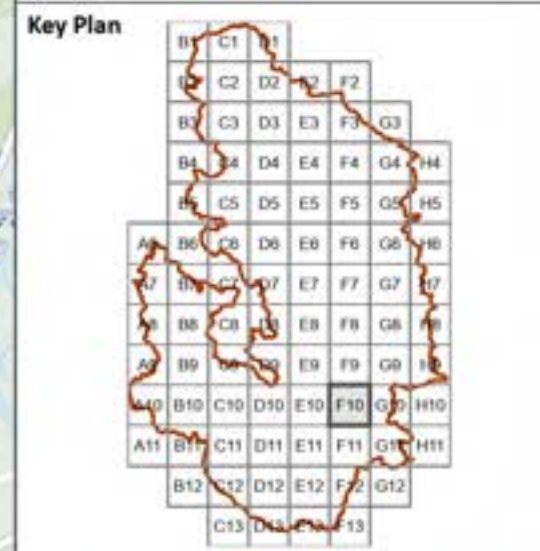 Key Plan
B1 C1 D1
B2 C2 D2 E2 F2
B3 C3 D3 E3 F3 G3
B4 C4 D4 E4 F4 G4 H4
B5 C5 D5 E5 F5 G5 H5
A6 B6 C6 D6 E6 F6 G6 H6
A7 B7 C7 D7 E7 F7 G7 H7
A8 B8 C8 D8 E8 F8 G8 H8
A9 B9 C9 D9 E9 F9 G9 H9
A10 B10 C10 D10 E10 F10 G10 H10
A11 B11 C11 D11 E11 F11 G11 H11
B12 C12 D12 E12 F12 G12
C13 D13 E13 F13